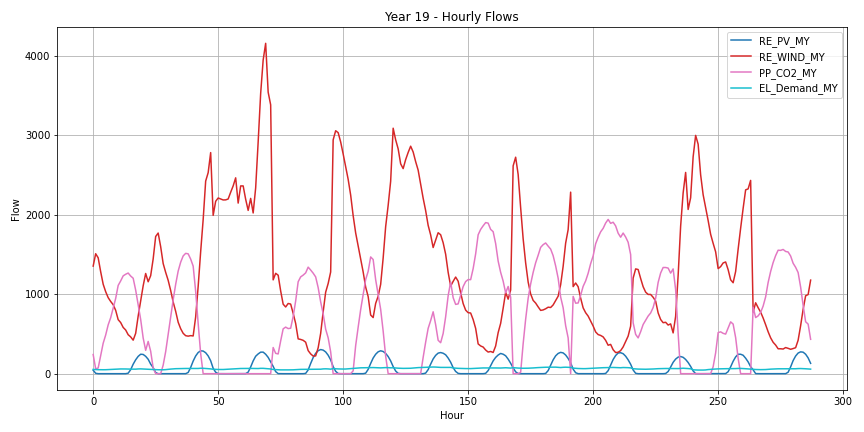 Year 19 - Hourly Flows
RE_PV_MY
RE_WIND_MY
PP_CO2_MY
EL_Demand_MY
Flow
4000
3000
2000
1000
0
0 50 100 150 200 250 300
Hour